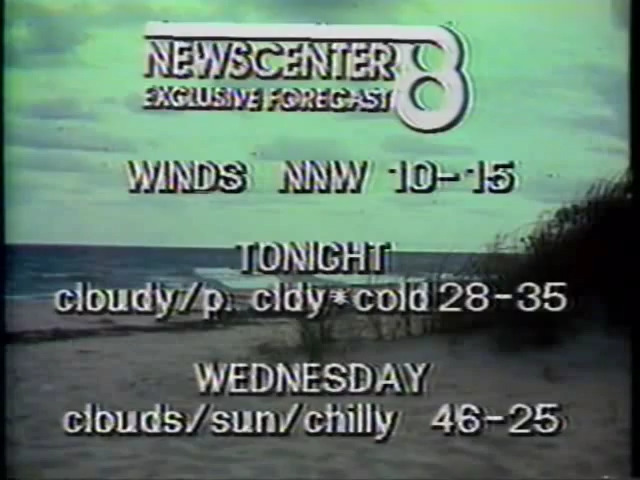 NEWSCENTER 8
EXCLUSIVE FORECAST
WINDS NNW 10-15
TONIGHT
cloudy/p. cldy*cold 28-35
WEDNESDAY
clouds/sun/chilly 46-25